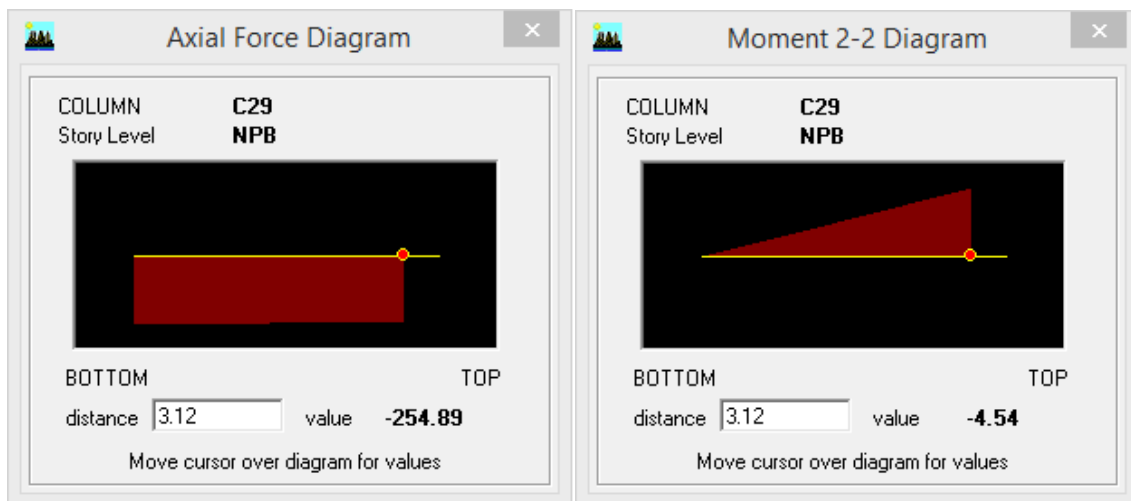 Axial Force Diagram
COLUMN C29
Story Level NPB
BOTTOM TOP
distance 3.12 value -254.89
Move cursor over diagram for values
Moment 2-2 Diagram
COLUMN C29
Story Level NPB
BOTTOM TOP
distance 3.12 value -4.54
Move cursor over diagram for values